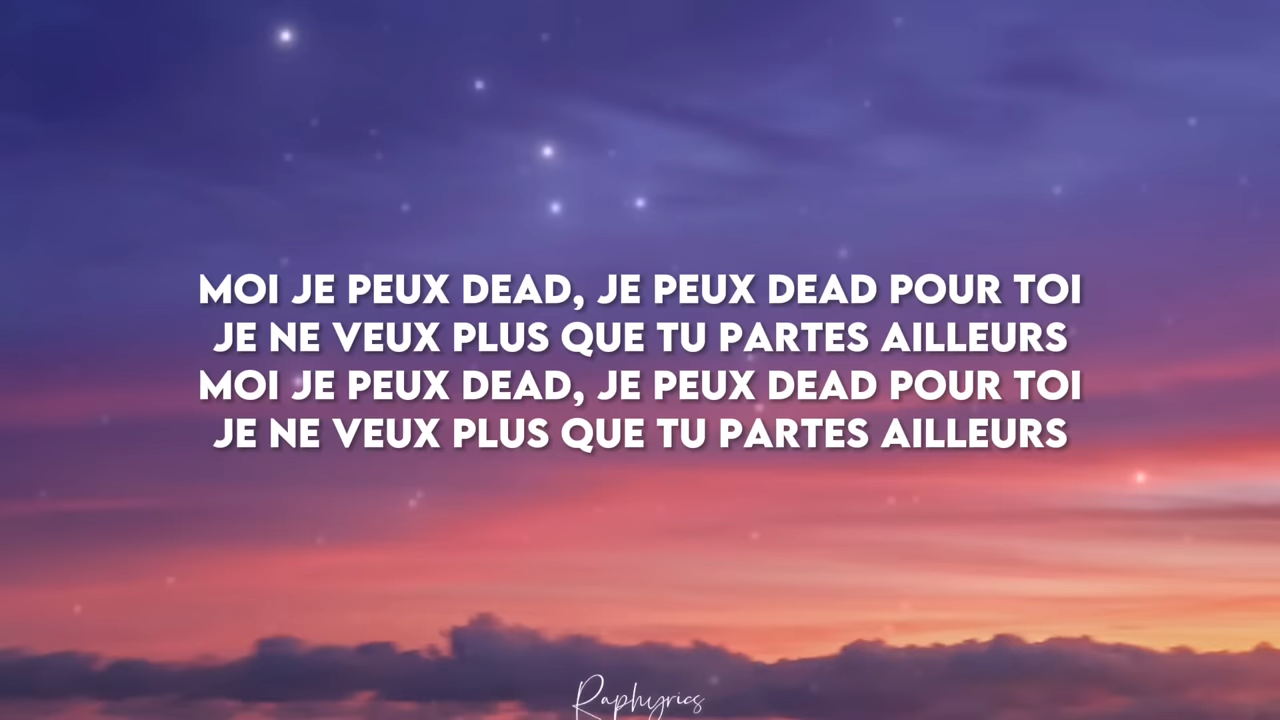 MOI JE PEUX DEAD, JE PEUX DEAD POUR TOI
JE NE VEUX PLUS QUE TU PARTES AILLEURS
MOI JE PEUX DEAD, JE PEUX DEAD POUR TOI
JE NE VEUX PLUS QUE TU PARTES AILLEURS
Raphyrics